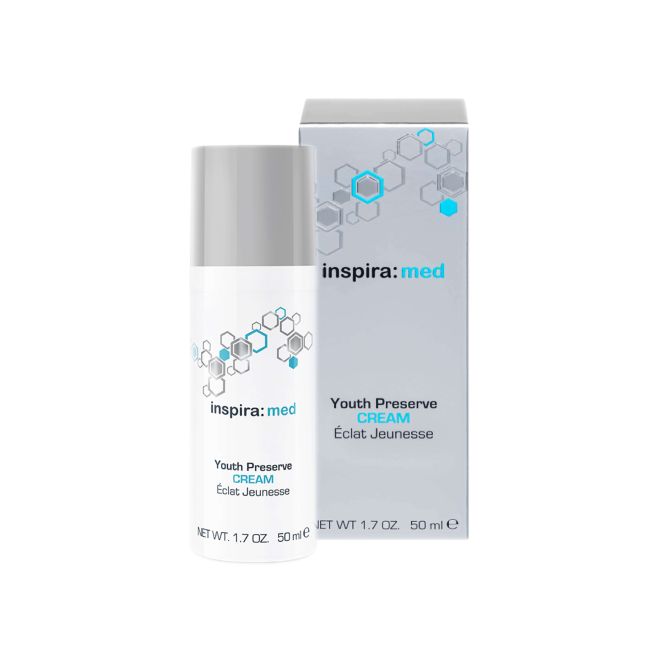 inspira:med
Youth Preserve
CREAM
Éclat Jeunesse
NET WT. 1.7 OZ. 50 ml ℮
inspira:med
Youth Preserve
CREAM
Éclat Jeunesse
NET WT 1.7 OZ. 50 ml ℮